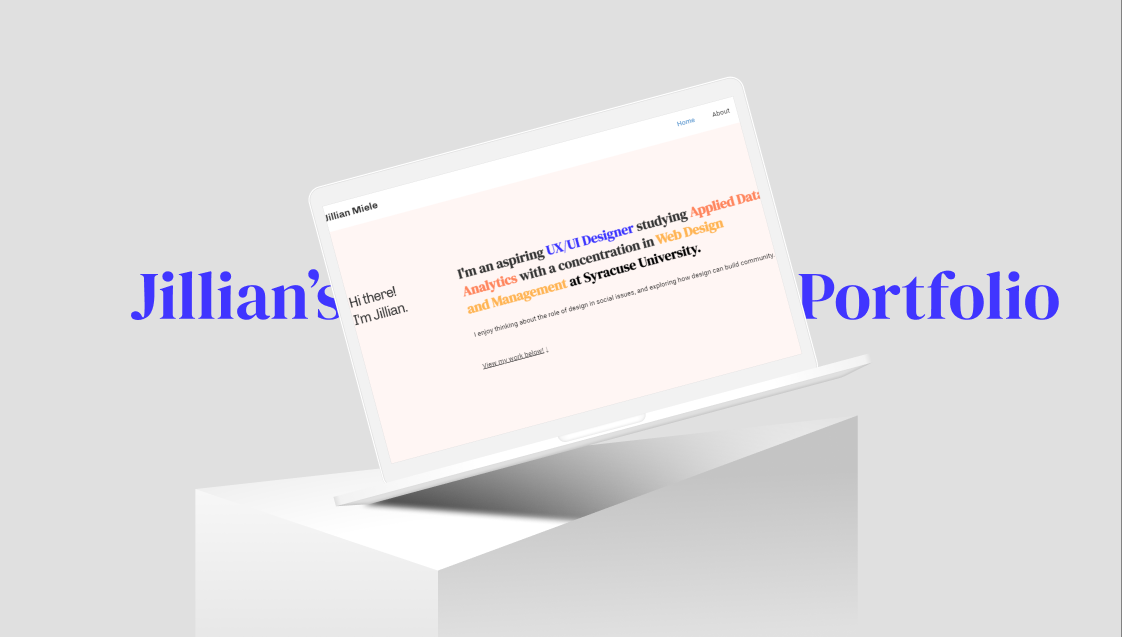 Jillian's Portfolio
Home About
Jillian Miele
Hi there!
I'm Jillian.
I'm an aspiring UX/UI Designer studying Applied Data
Analytics with a concentration in Web Design
and Management at Syracuse University.
I enjoy thinking about the role of design in social issues, and exploring how design can build community.
View my work below! ↓